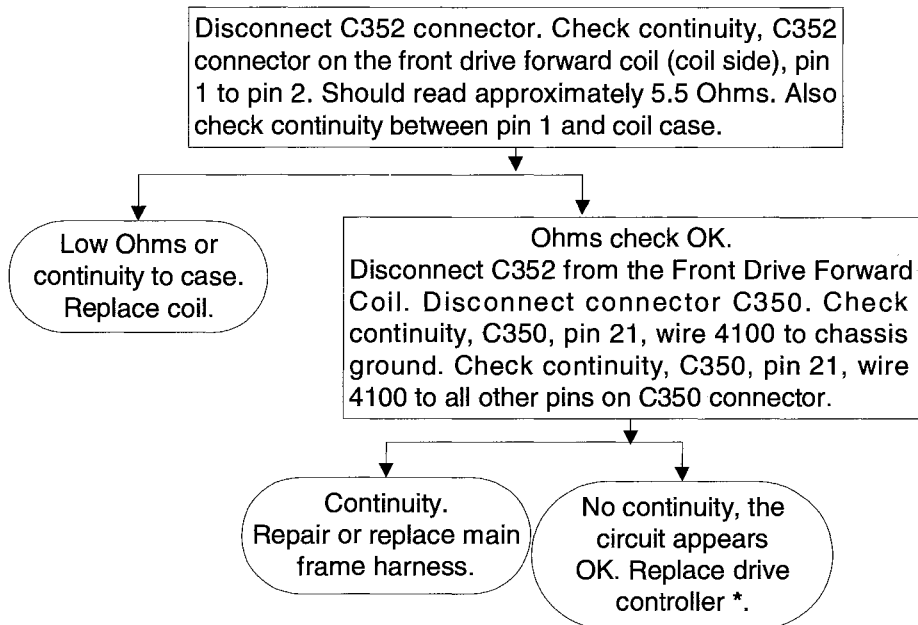 Disconnect C352 connector. Check continuity, C352
connector on the front drive forward coil (coil side), pin
1 to pin 2. Should read approximately 5.5 Ohms. Also
check continuity between pin 1 and coil case.
Low Ohms or
continuity to case.
Replace coil.
Ohms check OK.
Disconnect C352 from the Front Drive Forward
Coil. Disconnect connector C350. Check
continuity, C350, pin 21, wire 4100 to chassis
ground. Check continuity, C350, pin 21, wire
4100 to all other pins on C350 connector.
Continuity.
Repair or replace main
frame harness.
No continuity, the
circuit appears
OK. Replace drive
controller *.